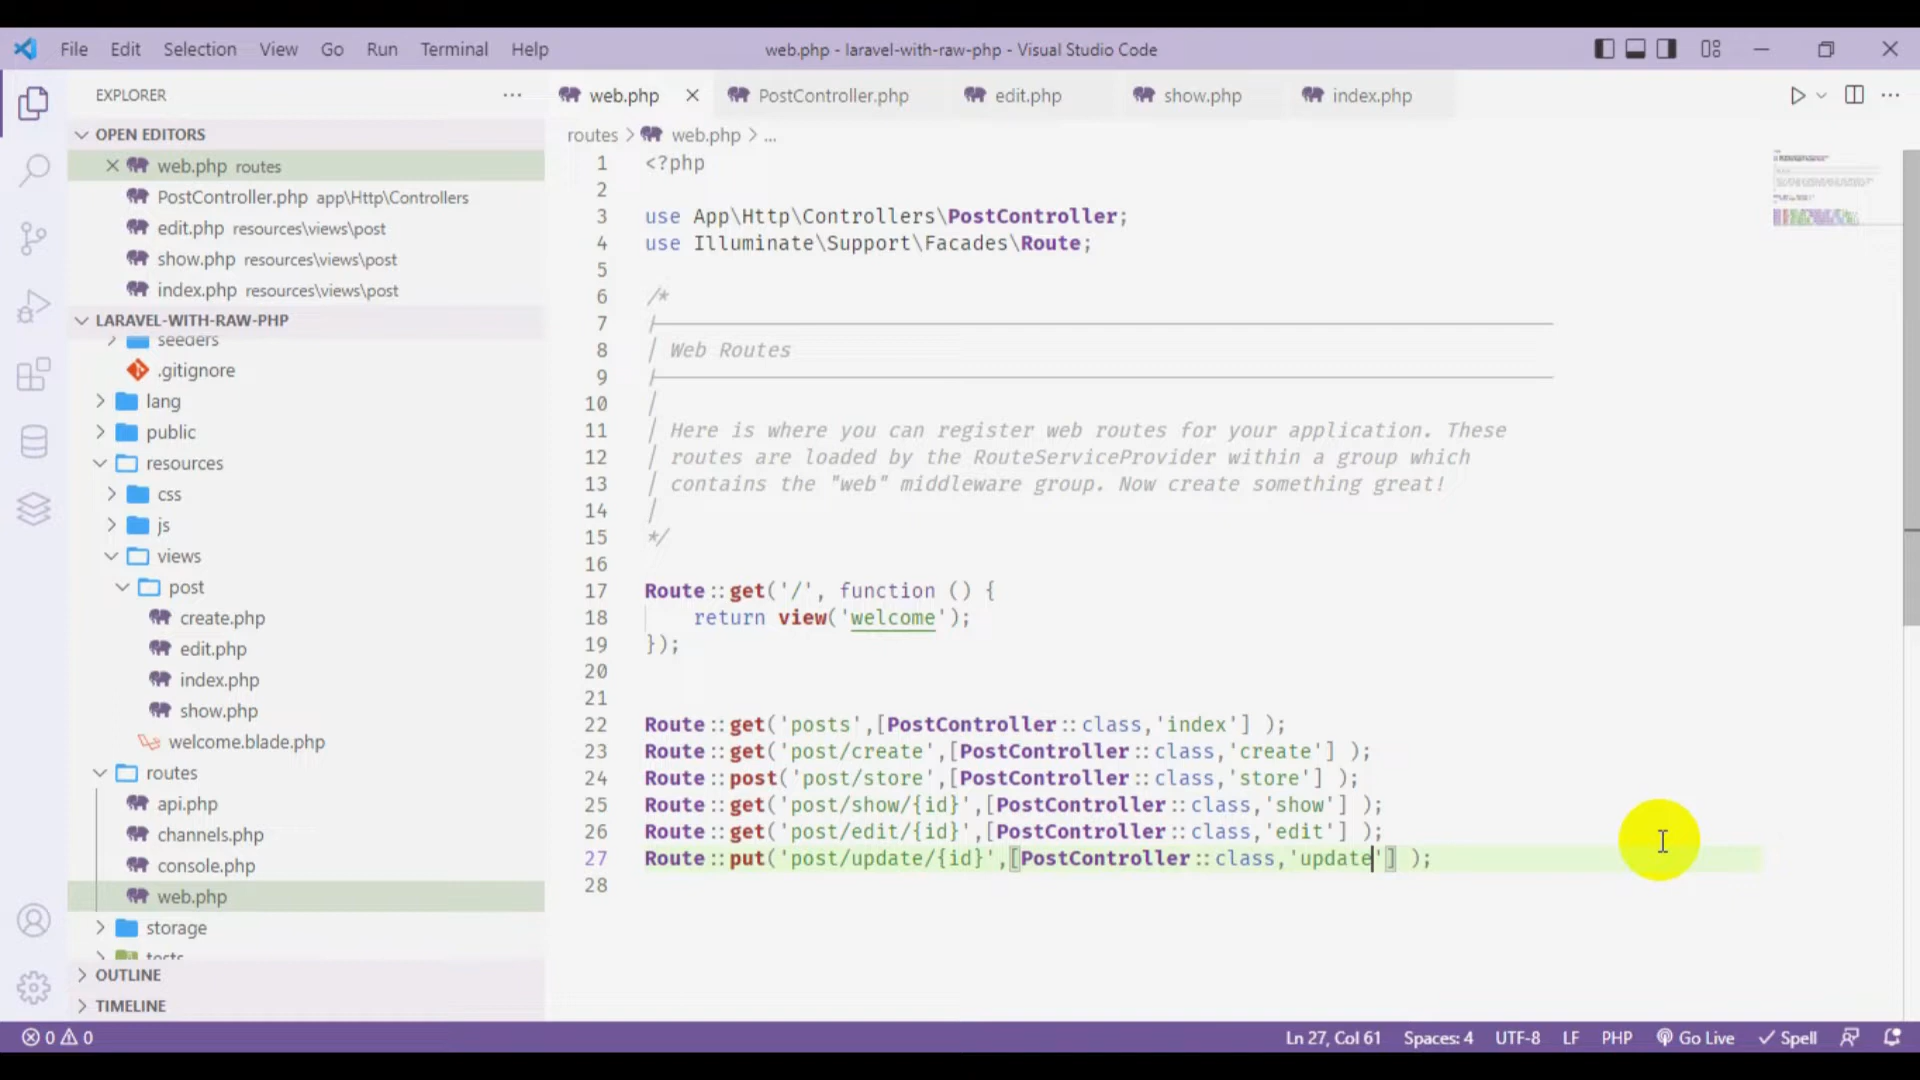 File Edit Selection View Go Run Terminal Help
web.php - laravel-with-raw-php - Visual Studio Code
EXPLORER
OPEN EDITORS
web.php routes
PostController.php app\Http\Controllers
edit.php resources\views\post
show.php resources\views\post
index.php resources\views\post
LARAVEL-WITH-RAW-PHP
seeders
.gitignore
lang
public
resources
css
js
views
post
create.php
edit.php
index.php
show.php
welcome.blade.php
routes
api.php
channels.php
console.php
web.php
storage
tests
OUTLINE
TIMELINE
web.php PostController.php edit.php show.php index.php
routes > web.php > ...
1 <?php
2
3 use App\Http\Controllers\PostController;
4 use Illuminate\Support\Facades\Route;
5
6 /*
7 |--------------------------------------------------------------------------
8 | Web Routes
9 |--------------------------------------------------------------------------
10 |
11 | Here is where you can register web routes for your application. These
12 | routes are loaded by the RouteServiceProvider within a group which
13 | contains the "web" middleware group. Now create something great!
14 |
15 */
16
17 Route::get('/', function () {
18 return view('welcome');
19 });
20
21
22 Route::get('posts',[PostController::class,'index'] );
23 Route::get('post/create',[PostController::class,'create'] );
24 Route::post('post/store',[PostController::class,'store'] );
25 Route::get('post/show/{id}',[PostController::class,'show'] );
26 Route::get('post/edit/{id}',[PostController::class,'edit'] );
27 Route::put('post/update/{id}',[PostController::class,'update'] );
28
0 0 Ln 27, Col 61 Spaces: 4 UTF-8 LF PHP Go Live Spell